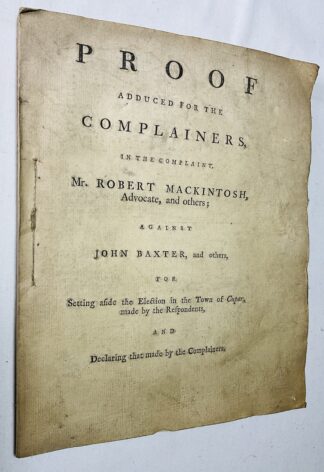 PROOF
ADDUCED FOR THE
COMPLAINERS,
IN THE COMPLAINT,
Mr. ROBERT MACKINTOSH,
Advocate, and others;
AGAINST
JOHN BAXTER, and others,
FOR
Setting aſide the Election in the Town of Cupar,
made by the Reſpondents,
AND
Declaring that made by the Complainers.